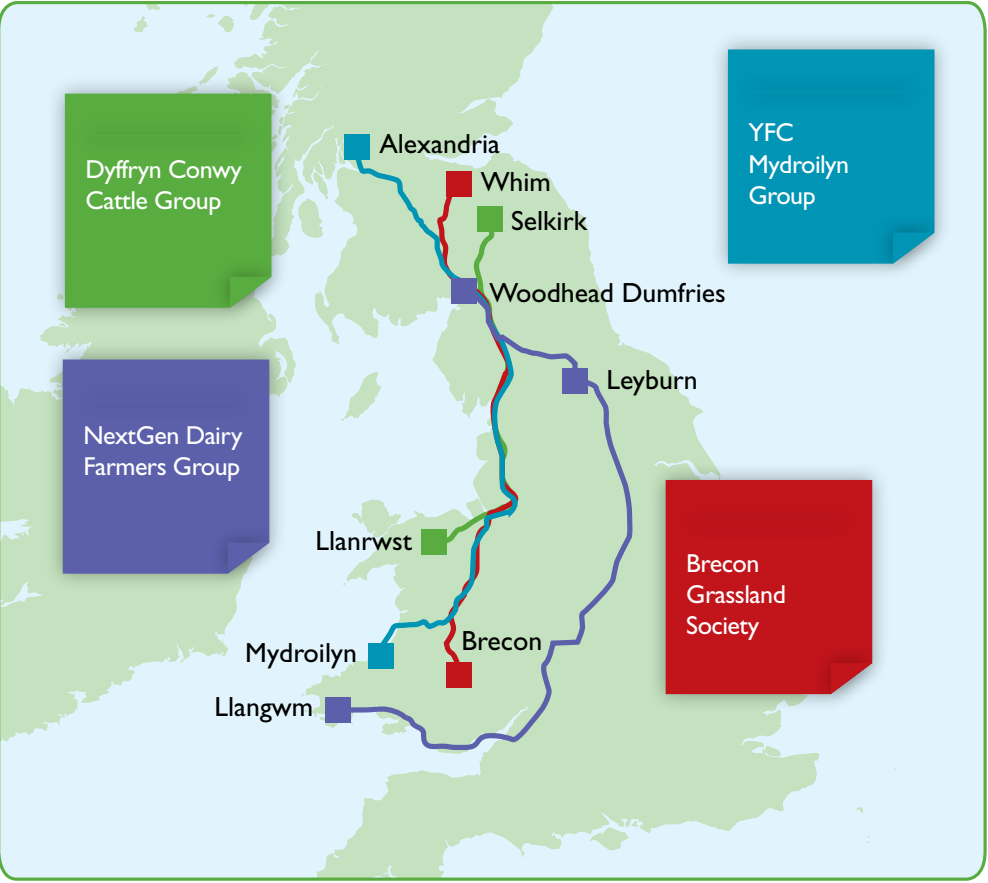 Dyffryn Conwy
Cattle Group
YFC
Mydroilyn
Group
Alexandria
Whim
Selkirk
Woodhead Dumfries
Leyburn
NextGen Dairy
Farmers Group
Llanrwst
Brecon
Grassland
Society
Mydroilyn
Brecon
Llangwm